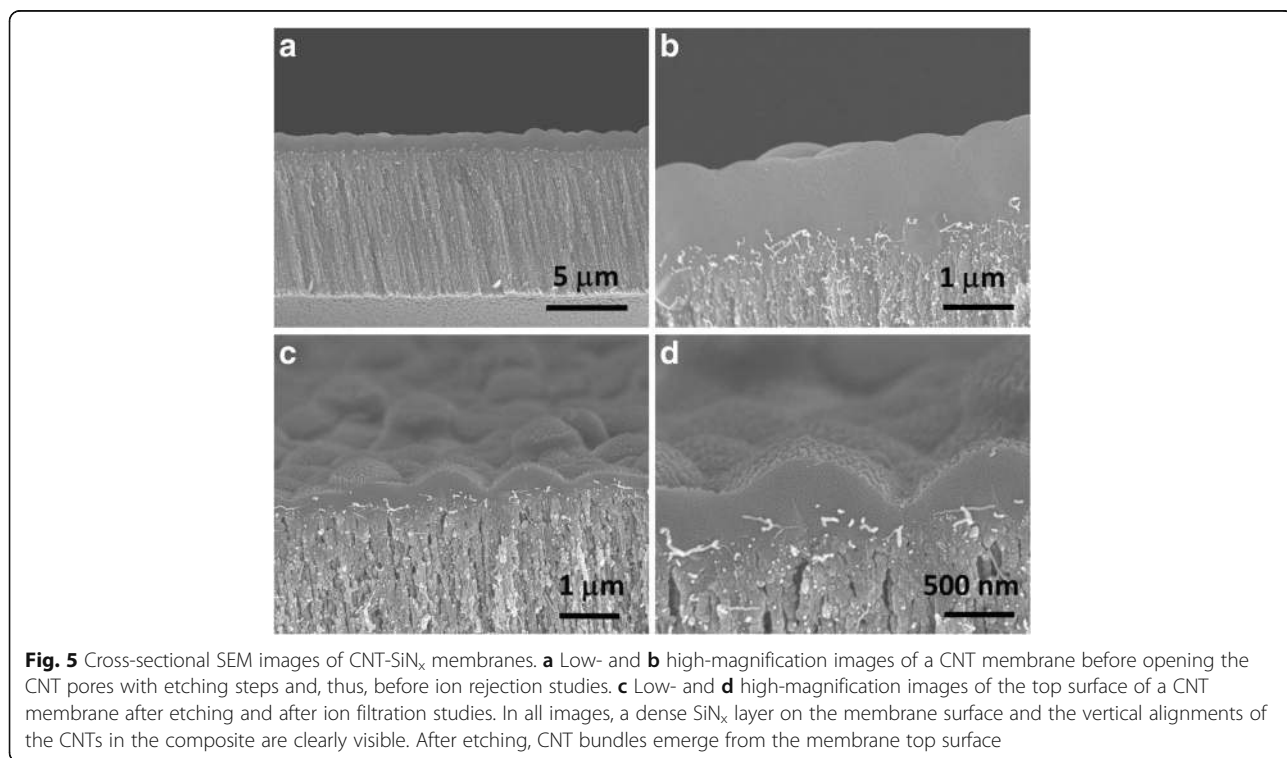 a
b
5 μm
1 μm
c
d
1 μm
500 nm
Fig. 5 Cross-sectional SEM images of CNT-SiNx membranes. a Low- and b high-magnification images of a CNT membrane before opening the
CNT pores with etching steps and, thus, before ion rejection studies. c Low- and d high-magnification images of the top surface of a CNT
membrane after etching and after ion filtration studies. In all images, a dense SiNx layer on the membrane surface and the vertical alignments of
the CNTs in the composite are clearly visible. After etching, CNT bundles emerge from the membrane top surface